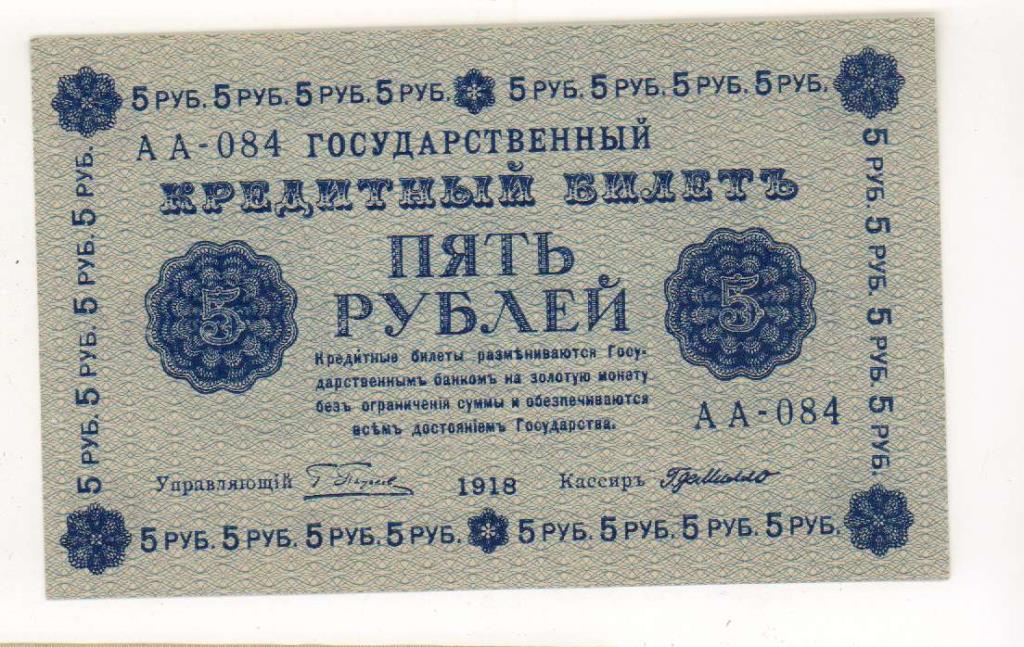 5 РУБ. 5 РУБ. 5 РУБ. 5 РУБ. 5 РУБ. 5 РУБ. 5 РУБ. 5 РУБ.
АА-084 ГОСУДАРСТВЕННЫЙ
КРЕДИТНЫЙ БИЛЕТЪ
ПЯТЬ
РУБЛЕЙ
5
5
Кредитные билеты размѣниваются Госу-
дарственнымъ банкомъ на золотую монету
безъ ограниченія суммы и обезпечиваются
всѣмъ достояніемъ Государства.
АА-084
Управляющій
1918
Кассиръ
5 РУБ. 5 РУБ. 5 РУБ. 5 РУБ.
5 РУБ. 5 РУБ. 5 РУБ. 5 РУБ.
5 РУБ. 5 РУБ. 5 РУБ. 5 РУБ. 5 РУБ. 5 РУБ. 5 РУБ. 5 РУБ.